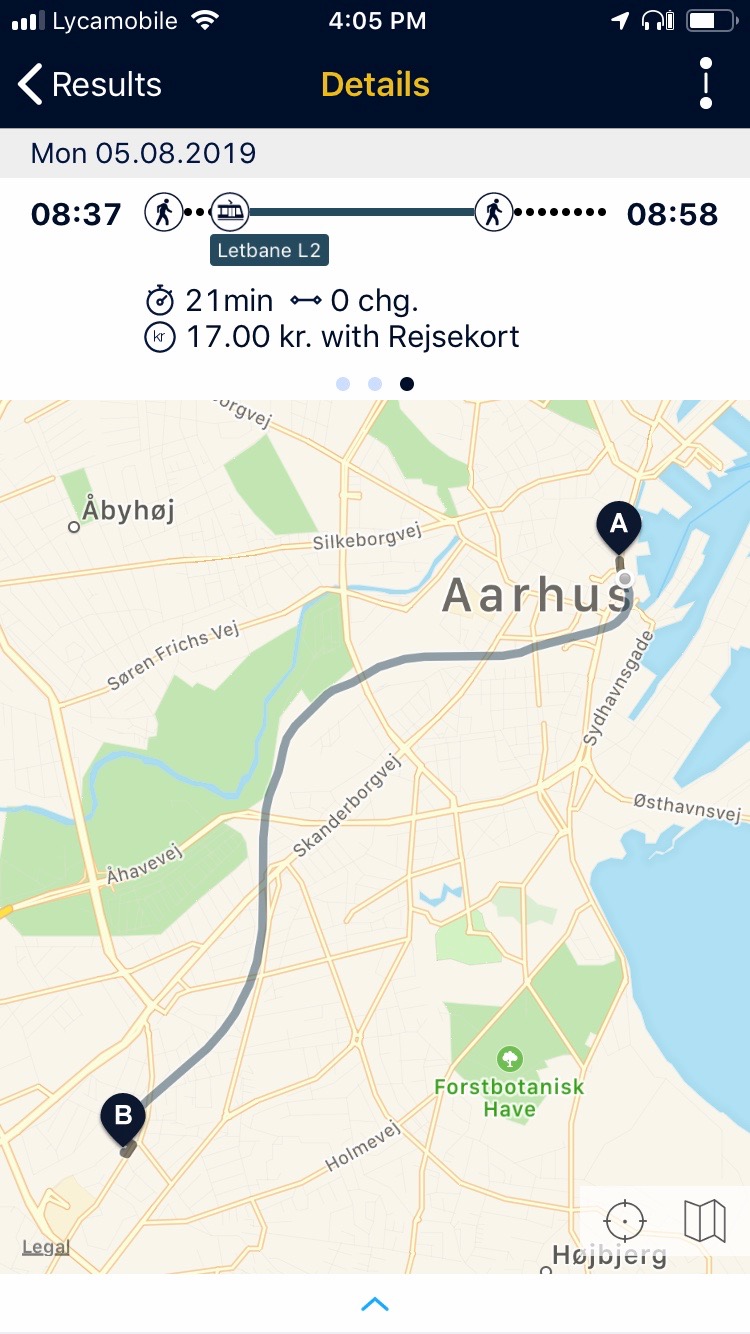 Lycamobile 4:05 PM
Results Details
Mon 05.08.2019
08:37 08:58
Letbane L2
21min 0 chg.
kr 17.00 kr. with Rejsekort
orgvej
Åbyhøj
Silkeborgvej
A
Aarhus
Søren Frichs Vej
Sydhavnsgade
Skanderborgvej
Østhavnsvej
Åhavevej
Forstbotanisk
Have
B
Holmevej
Legal
Højbjerg